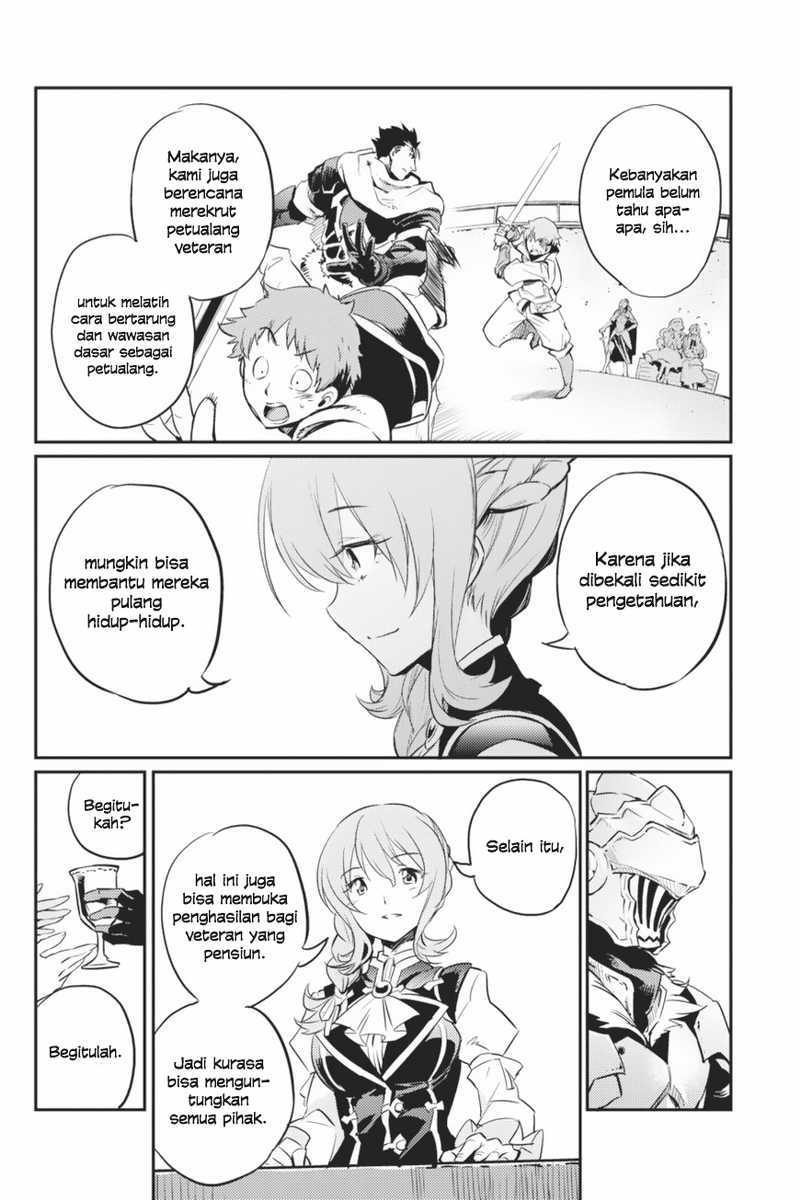 Kebanyakan
pemula belum
tahu apa-
apa, sih...
Makanya,
kami juga
berencana
merekrut
petualang
veteran
untuk melatih
cara bertarung
dan wawasan
dasar sebagai
petualang.
Karena jika
dibekali sedikit
pengetahuan,
mungkin bisa
membantu mereka
pulang
hidup-hidup.
Selain itu,
hal ini juga
bisa membuka
penghasilan bagi
veteran yang
pensiun.
Jadi kurasa
bisa mengun-
tungkan
semua pihak.
Begitu-
kah?
Begitulah.